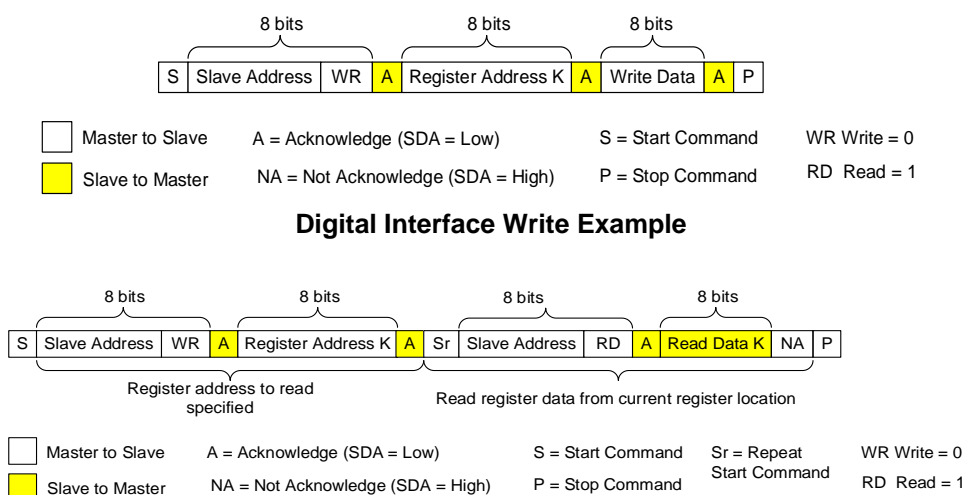 8 bits 8 bits 8 bits
S Slave Address WR A Register Address K A Write Data A P
Master to Slave A = Acknowledge (SDA = Low) S = Start Command WR Write = 0
Slave to Master NA = Not Acknowledge (SDA = High) P = Stop Command RD Read = 1
Digital Interface Write Example
8 bits 8 bits 8 bits 8 bits
S Slave Address WR A Register Address K A Sr Slave Address RD A Read Data K NA P
Register address to read
specified
Read register data from current register location
Master to Slave A = Acknowledge (SDA = Low) S = Start Command Sr = Repeat
Start Command
WR Write = 0
Slave to Master NA = Not Acknowledge (SDA = High) P = Stop Command RD Read = 1